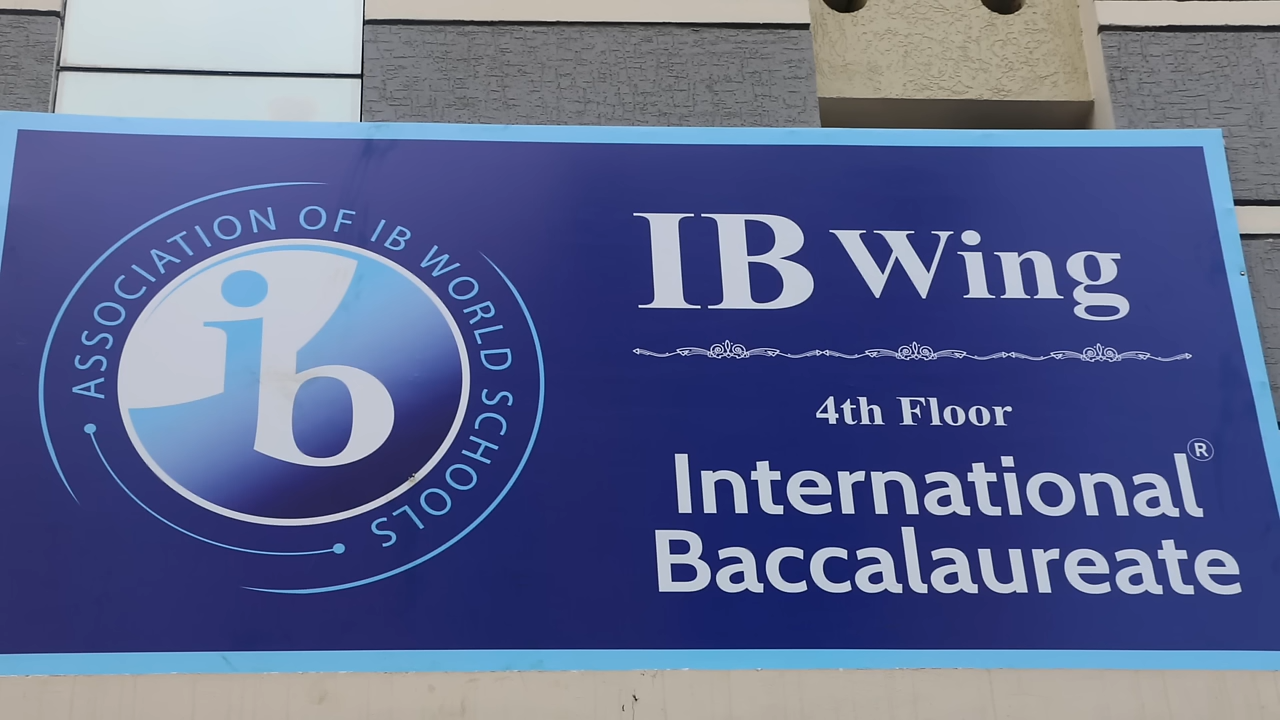 ASSOCIATION OF IB WORLD SCHOOLS
ib
IB Wing
4th Floor
International®
Baccalaureate